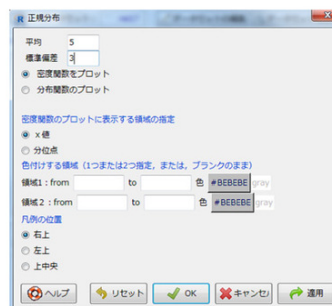 R 正規分布
平均 5
標準偏差 3
密度関数をプロット
分布関数のプロット
密度関数のプロットに表示する領域の指定
x 値
分位点
色付けする領域（1つまたは2つ指定，または，ブランクのまま）
領域1：from to 色 #BEBEBE gray
領域2：from to 色 #BEBEBE gray
凡例の位置
右上
左上
上中央
ヘルプ リセット OK キャンセル 適用